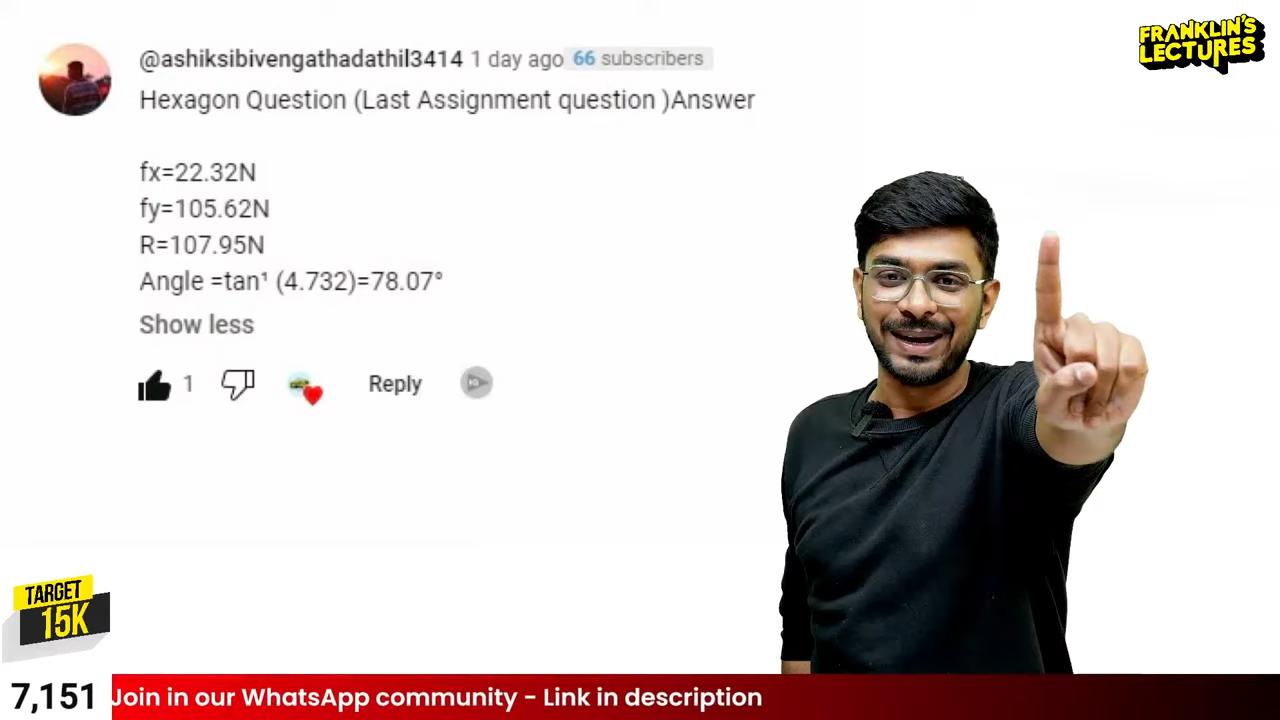 FRANKLIN'S
LECTURES
@ashiksibivengathadathil3414 1 day ago 66 subscribers
Hexagon Question (Last Assignment question )Answer
fx=22.32N
fy=105.62N
R=107.95N
Angle =tan¹ (4.732)=78.07°
Show less
1
Reply
TARGET
15K
7,151
Join in our WhatsApp community - Link in description